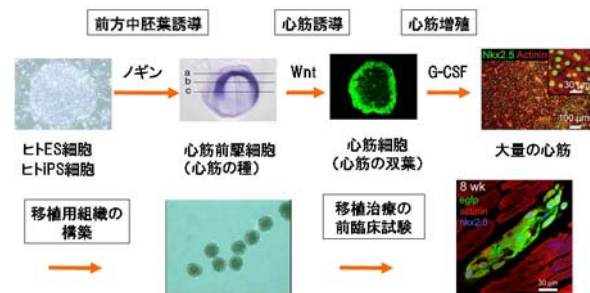 前方中胚葉誘導
心筋誘導
心筋増殖
ノギン
Wnt
G-CSF
a
b
c
Nkx2.5 Actinin
30 μm
100 μm
ヒトES細胞
ヒトiPS細胞
心筋前駆細胞
(心筋の種)
心筋細胞
(心筋の双葉)
大量の心筋
移植用組織の
構築
移植治療の
前臨床試験
8 wk
egfp
actinin
nkx2.5
30 μm